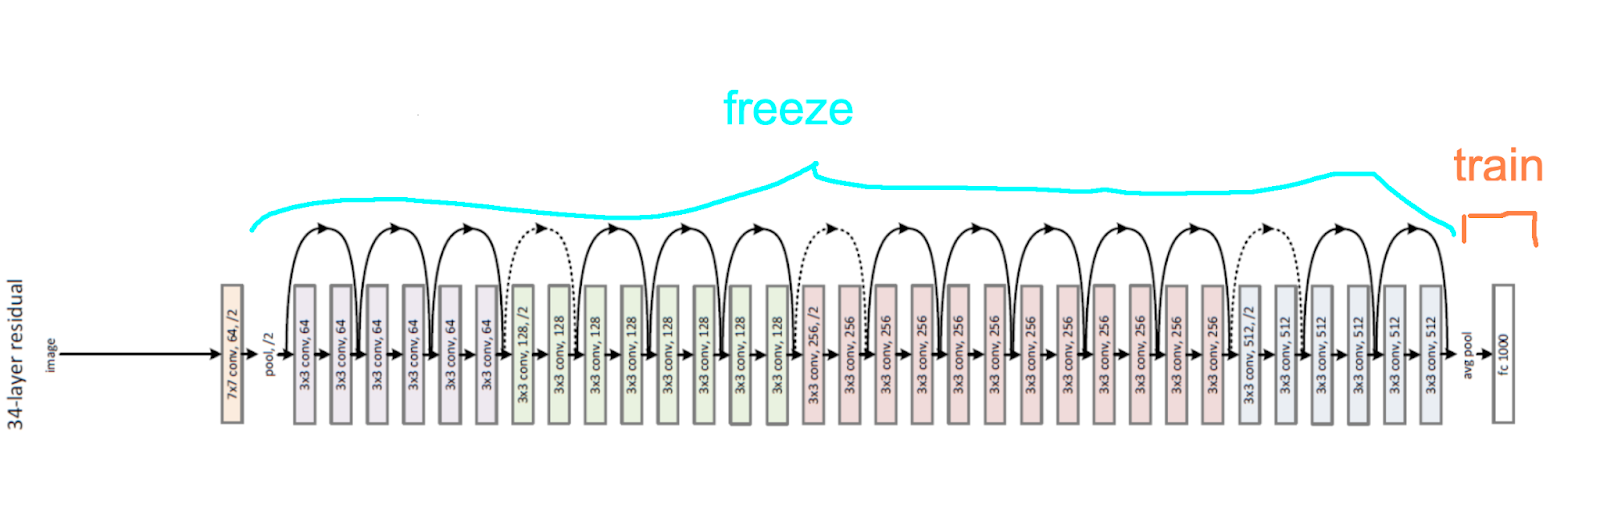 freeze
train
34-layer residual
image
7x7 conv, 64, /2
pool, /2
3x3 conv, 64
3x3 conv, 64
3x3 conv, 64
3x3 conv, 64
3x3 conv, 64
3x3 conv, 64
3x3 conv, 128, /2
3x3 conv, 128
3x3 conv, 128
3x3 conv, 128
3x3 conv, 128
3x3 conv, 128
3x3 conv, 128
3x3 conv, 128
3x3 conv, 256, /2
3x3 conv, 256
3x3 conv, 256
3x3 conv, 256
3x3 conv, 256
3x3 conv, 256
3x3 conv, 256
3x3 conv, 256
3x3 conv, 256
3x3 conv, 256
3x3 conv, 256
3x3 conv, 256
3x3 conv, 512, /2
3x3 conv, 512
3x3 conv, 512
3x3 conv, 512
3x3 conv, 512
3x3 conv, 512
avg pool
fc 1000